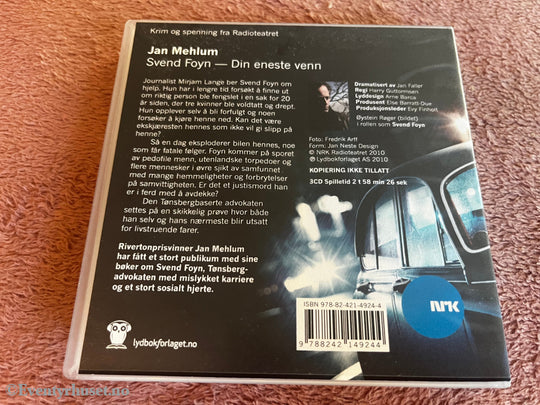 Krim og spenning fra Radioteatret
Jan Mehlum
Svend Foyn — Din eneste venn
Journalist Mirjam Lange ber Svend Foyn om
hjelp. Hun har i lengre tid forsøkt å finne ut
om riktig person ble fengslet i en sak for 20
år siden, der tre kvinner ble voldtatt og drept.
Hun opplever selv å bli forfulgt og noen
forsøker å kjøre henne ned. Kan det være
ekskjæresten hennes som ikke vil gi slipp på
henne?
Så en dag eksploderer bilen hennes, noe
som får fatale følger. Foyn kommer på sporet
av pedofile menn, utenlandske torpedoer og
flere mennesker i øvre sjikt av samfunnet
med mange hemmeligheter og forbrytelser
på samvittigheten. Er det et justismord han
er i ferd med å avdekke?
Den Tønsbergbaserte advokaten
settes på en skikkelig prøve hvor både
han selv og hans nærmeste blir utsatt
for livstruende farer.
Rivertonprisvinner Jan Mehlum
har fått et stort publikum med sine
bøker om Svend Foyn, Tønsberg-
advokaten med mislykket karriere
og et stort sosialt hjerte.
lydbokforlaget.no
Dramatisert av Jan Tafler
Regi Harry Guttormsen
Lyddesign Arne Barca
Produsent Else Barratt-Due
Produksjonsleder Evy Finholt
Øystein Røger (bildet)
i rollen som Svend Foyn
Foto: Fredrik Arff
Form: Jan Neste Design
© NRK Radioteatret 2010
℗ Lydbokforlaget AS 2010
KOPIERING IKKE TILLATT
3CD Spilletid 2 t 58 min 26 sek
ISBN 978-82-421-4924-4
9 788242 149244
NRK
© Eventyrhuset.no